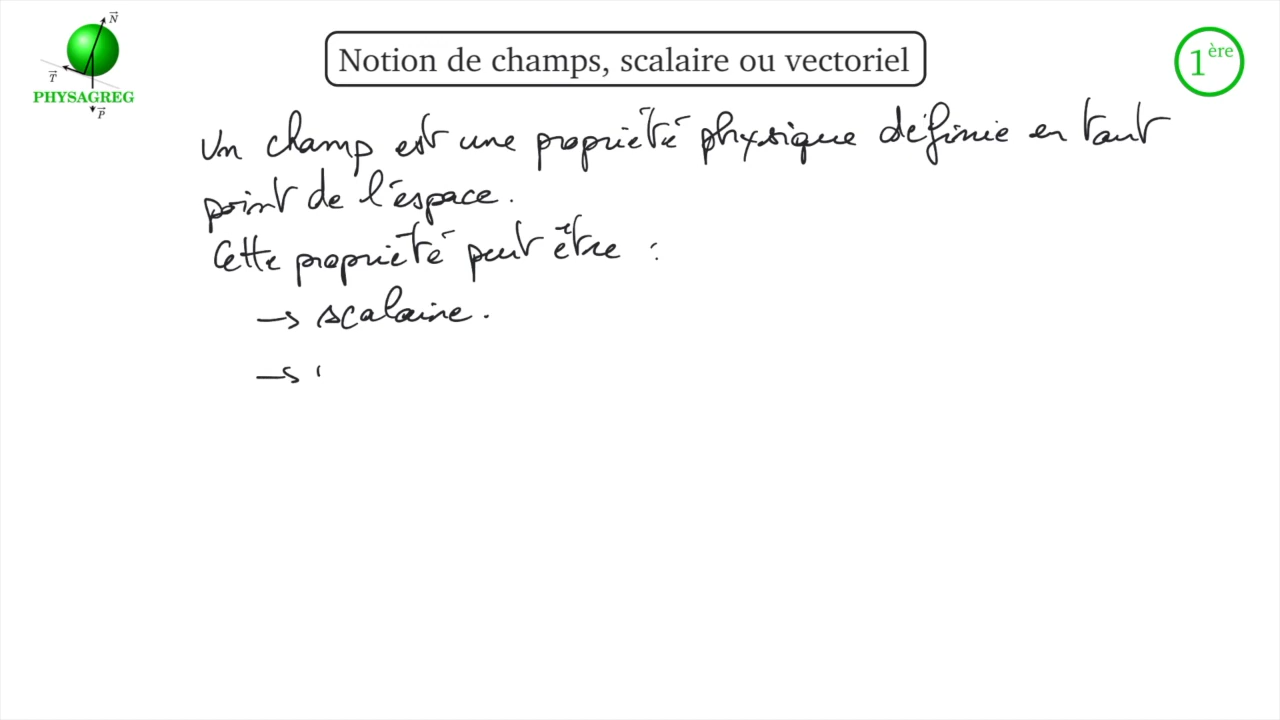 N
T
PHYSAGREG
P
Notion de champs, scalaire ou vectoriel
1ère
Un champ est une propriété physique définie en tout
point de l'espace.
Cette propriété peut être :
→ scalaire.
→